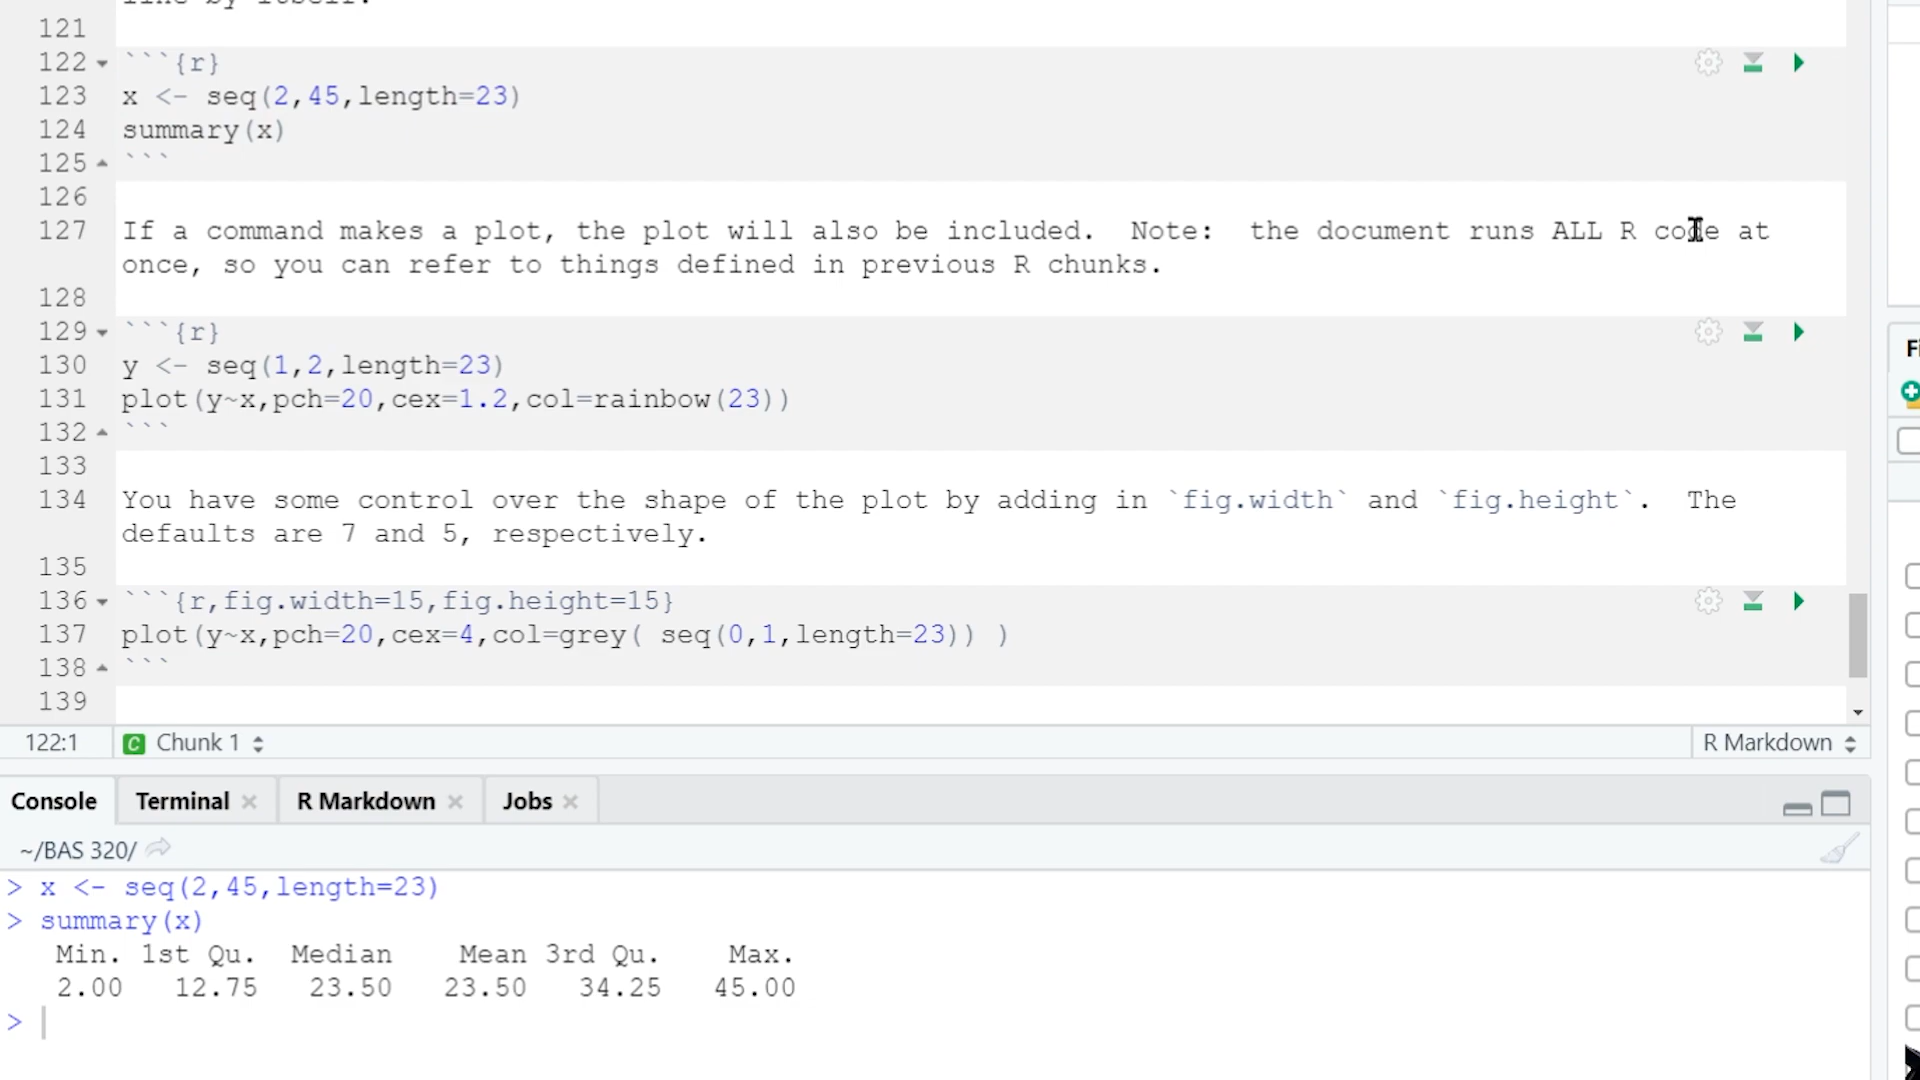 line by itself.
121
122 ```{r}
123 x <- seq(2,45,length=23)
124 summary(x)
125 ```
126
127 If a command makes a plot, the plot will also be included.  Note:  the document runs ALL R code at
once, so you can refer to things defined in previous R chunks.
128
129 ```{r}
130 y <- seq(1,2,length=23)
131 plot(y~x,pch=20,cex=1.2,col=rainbow(23))
132 ```
133
134 You have some control over the shape of the plot by adding in `fig.width` and `fig.height`.  The
defaults are 7 and 5, respectively.
135
136 ```{r,fig.width=15,fig.height=15}
137 plot(y~x,pch=20,cex=4,col=grey( seq(0,1,length=23)) )
138 ```
139
122:1 C Chunk 1 R Markdown
Console Terminal R Markdown Jobs
~/BAS 320/
> x <- seq(2,45,length=23)
> summary(x)
Min. 1st Qu.  Median    Mean 3rd Qu.    Max.
2.00   12.75   23.50   23.50   34.25   45.00
>